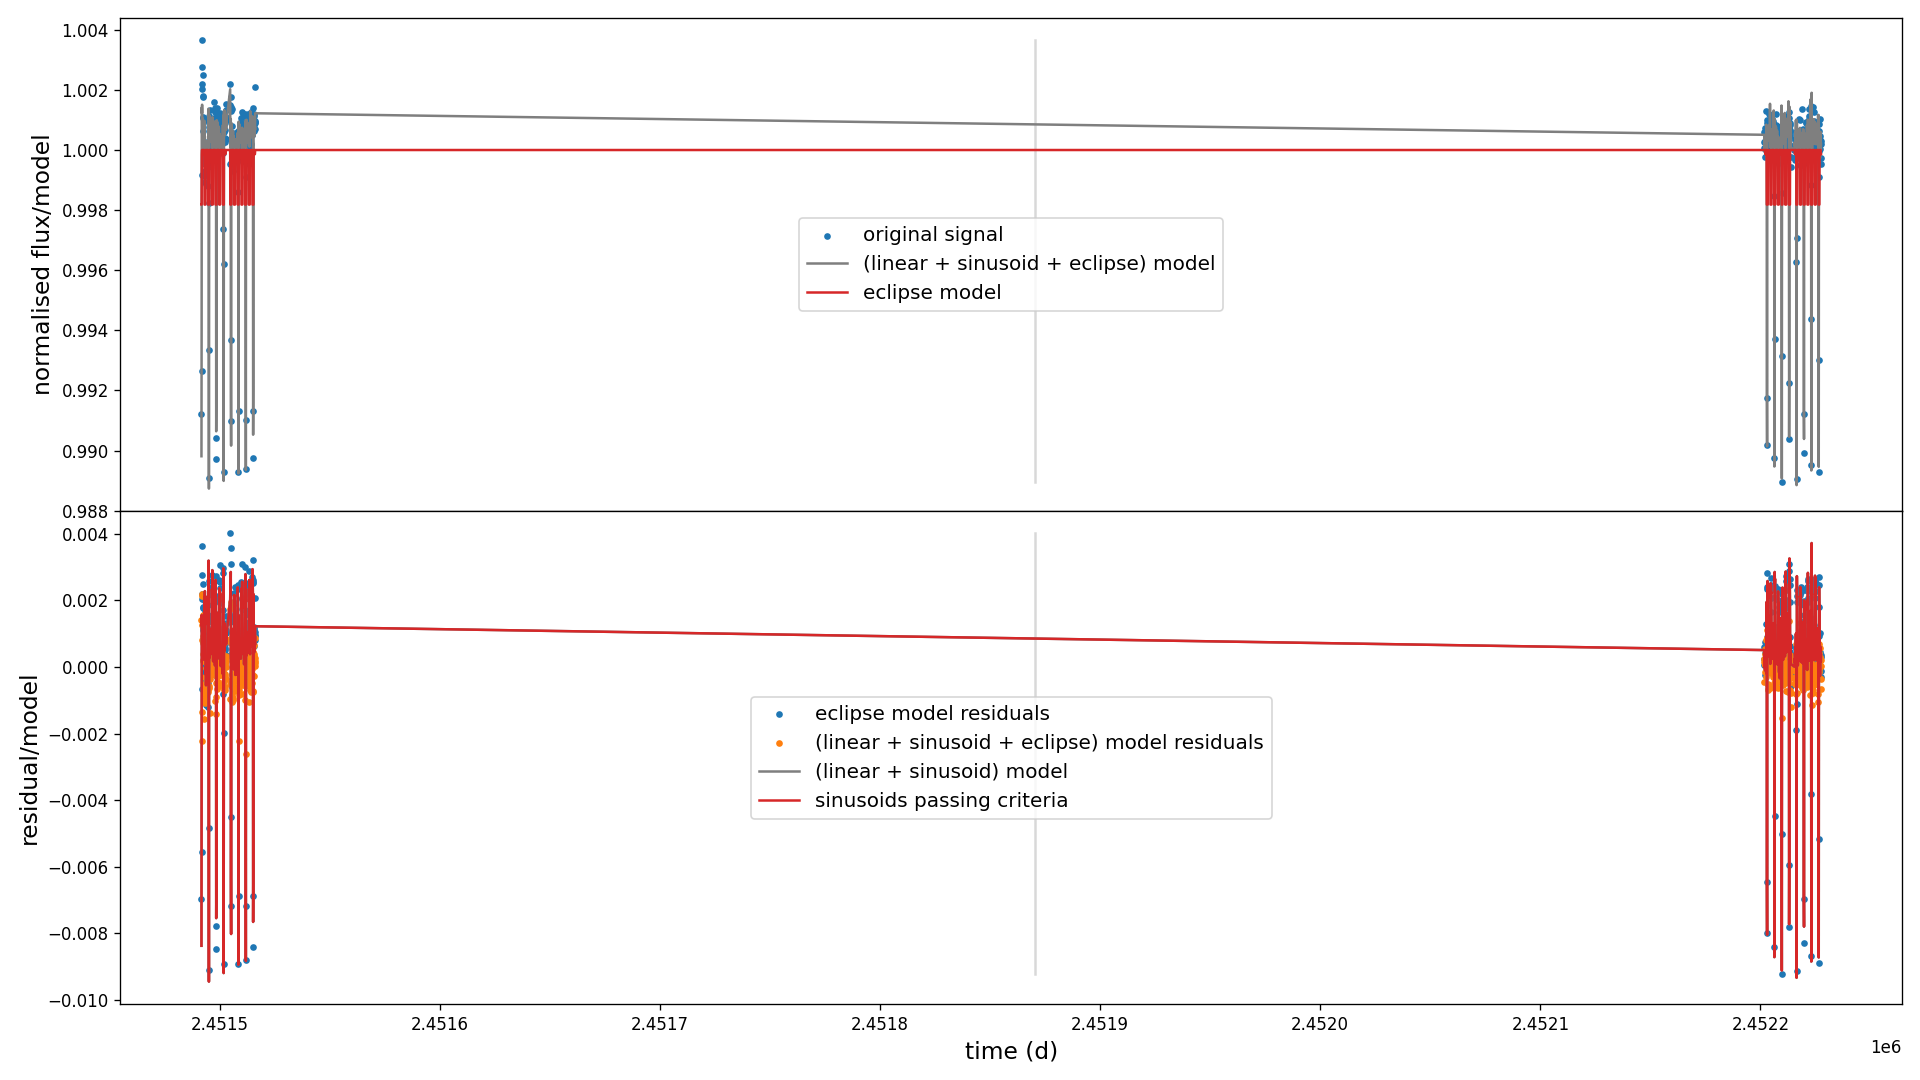 1.004
1.002
1.000
0.998
0.996
0.994
0.992
0.990
0.988
normalised flux/model
original signal
(linear + sinusoid + eclipse) model
eclipse model
0.004
0.002
0.000
−0.002
−0.004
−0.006
−0.008
−0.010
residual/model
eclipse model residuals
(linear + sinusoid + eclipse) model residuals
(linear + sinusoid) model
sinusoids passing criteria
2.4515 2.4516 2.4517 2.4518 2.4519 2.4520 2.4521 2.4522
time (d)
1e6